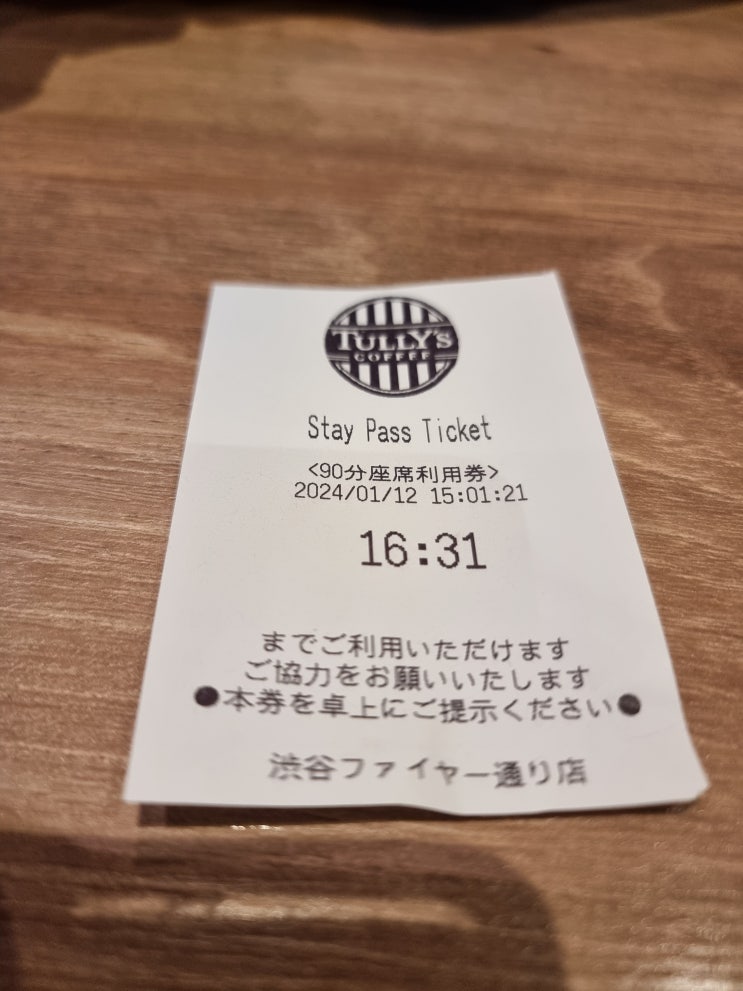 TULLY'S
COFFEE
Stay Pass Ticket
<90分座席利用券>
2024/01/12 15:01:21
16:31
までご利用いただけます
ご協力をお願いいたします
●本券を卓上にご提示ください●
渋谷ファイヤー通り店